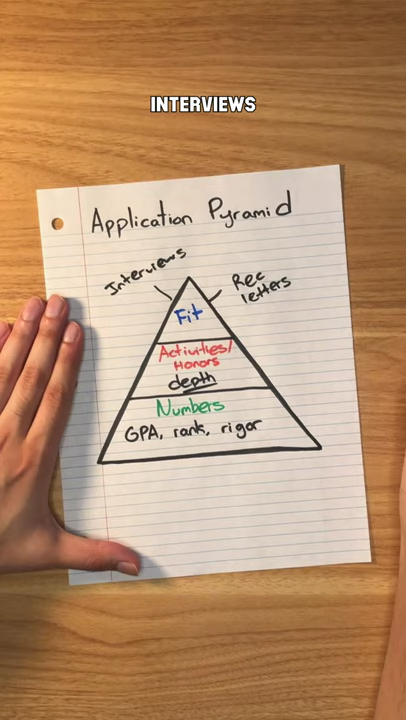 INTERVIEWS
Application Pyramid
Interviews
Rec
letters
Fit
Activities/
Honors
depth
Numbers
GPA, rank, rigor